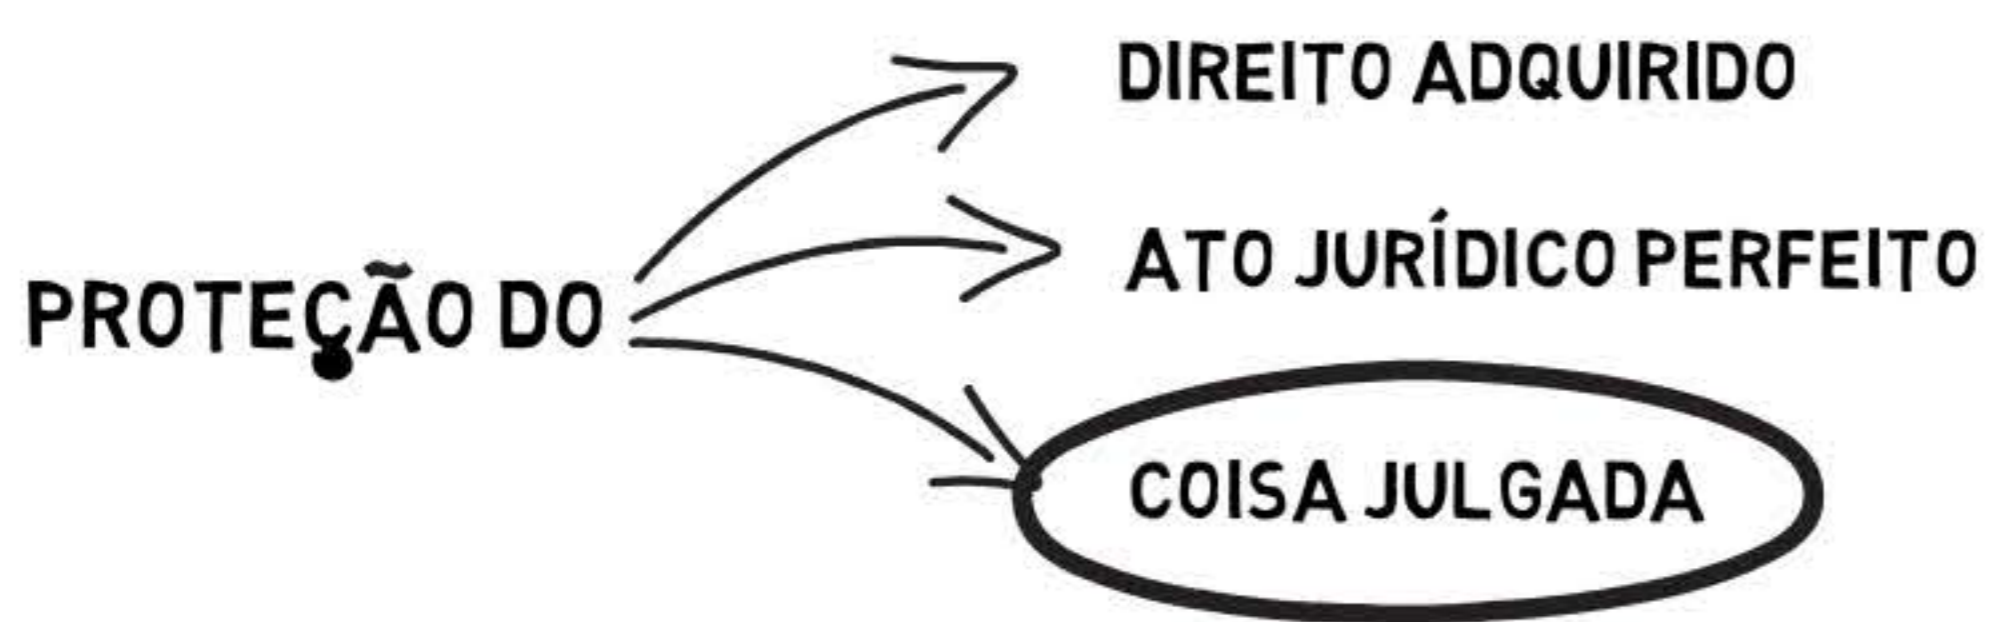 PROTEÇÃO DO
DIREITO ADQUIRIDO
ATO JURÍDICO PERFEITO
COISA JULGADA